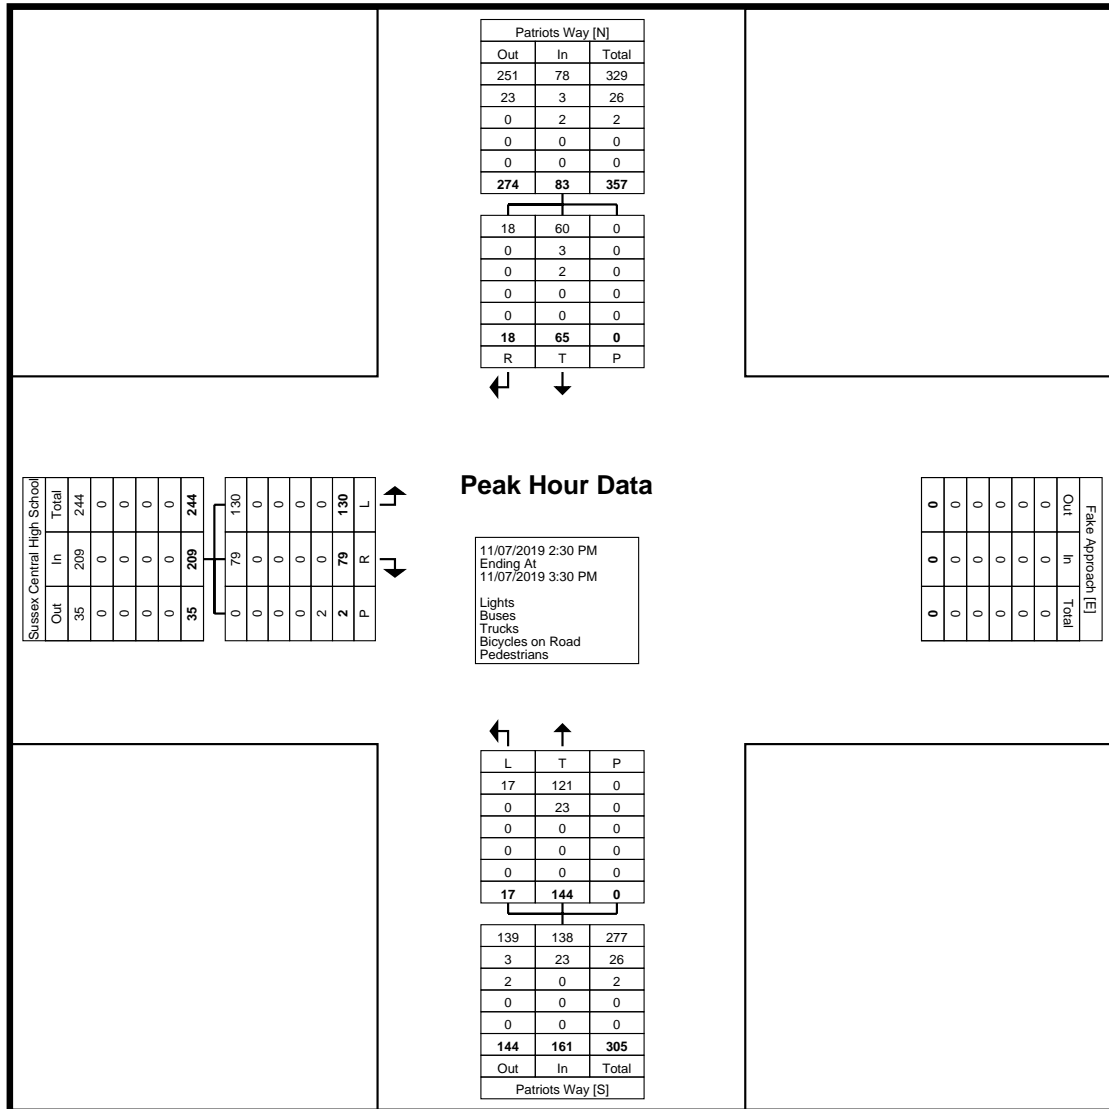 Patriots Way [N]
Out In Total
251 78 329
23 3 26
0 2 2
0 0 0
0 0 0
274 83 357
18 60 0
0 3 0
0 2 0
0 0 0
0 0 0
18 65 0
R T P
Sussex Central High School
Total 244 0 0 0 0 244
In 209 0 0 0 0 209
Out 35 0 0 0 0 35
130 0 0 0 0 130 L
79 0 0 0 0 79 R
0 0 0 0 2 2 P
Peak Hour Data
11/07/2019 2:30 PM
Ending At
11/07/2019 3:30 PM
Lights
Buses
Trucks
Bicycles on Road
Pedestrians
Fake Approach [E]
Out In Total
0 0 0
0 0 0
0 0 0
0 0 0
0 0 0
0 0 0
L T P
17 121 0
0 23 0
0 0 0
0 0 0
0 0 0
17 144 0
139 138 277
3 23 26
2 0 2
0 0 0
0 0 0
144 161 305
Out In Total
Patriots Way [S]